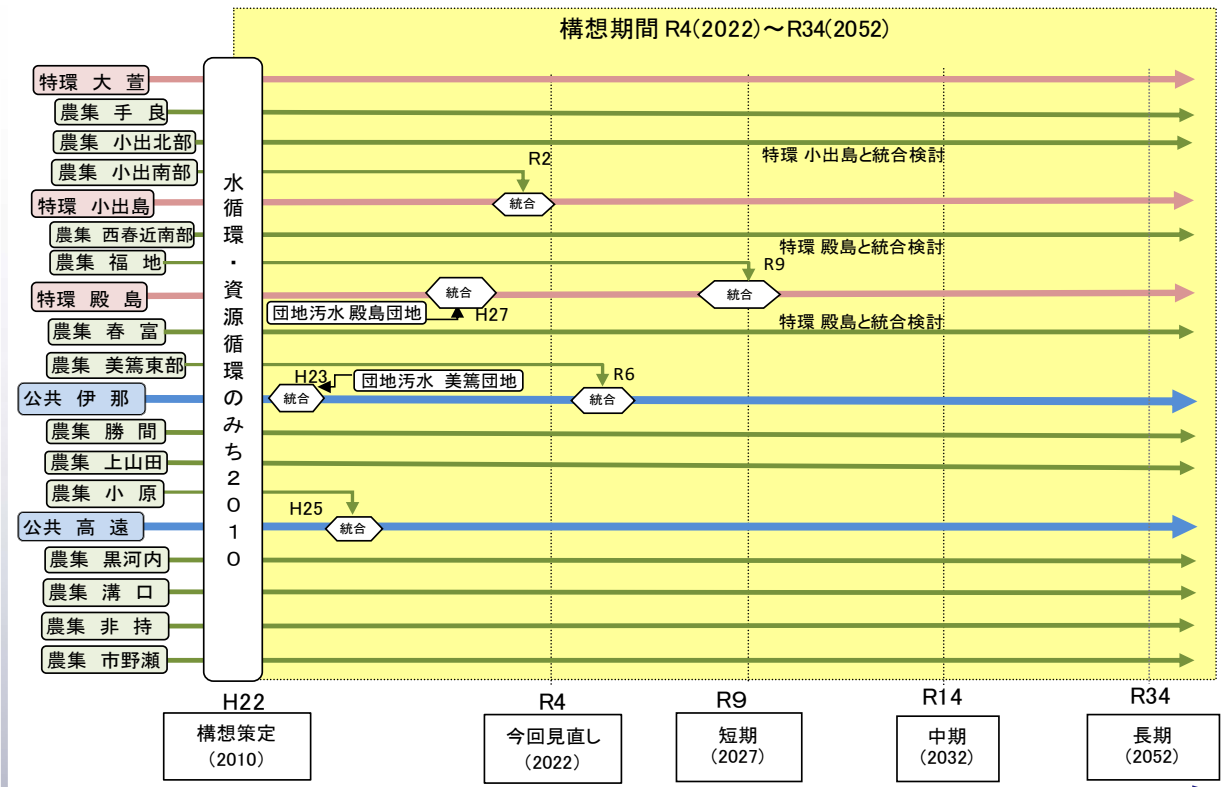 構想期間 R4(2022)～R34(2052)
特環 大 萱
農集 手 良
農集 小出北部
特環 小出島と統合検討
農集 小出南部
R2
特環 小出島
統合
農集 西春近南部
特環 殿島と統合検討
農集 福 地
R9
特環 殿 島
統合
統合
団地汚水 殿島団地
H27
農集 春 富
特環 殿島と統合検討
農集 美篶東部
H23
団地汚水 美篶団地
R6
公共 伊 那
統合
統合
農集 勝 間
農集 上山田
農集 小 原
H25
公共 高 遠
統合
農集 黒河内
農集 溝 口
農集 非 持
農集 市野瀬
水循環・資源循環のみち2010
H22
R4
R9
R14
R34
構想策定
(2010)
今回見直し
(2022)
短期
(2027)
中期
(2032)
長期
(2052)